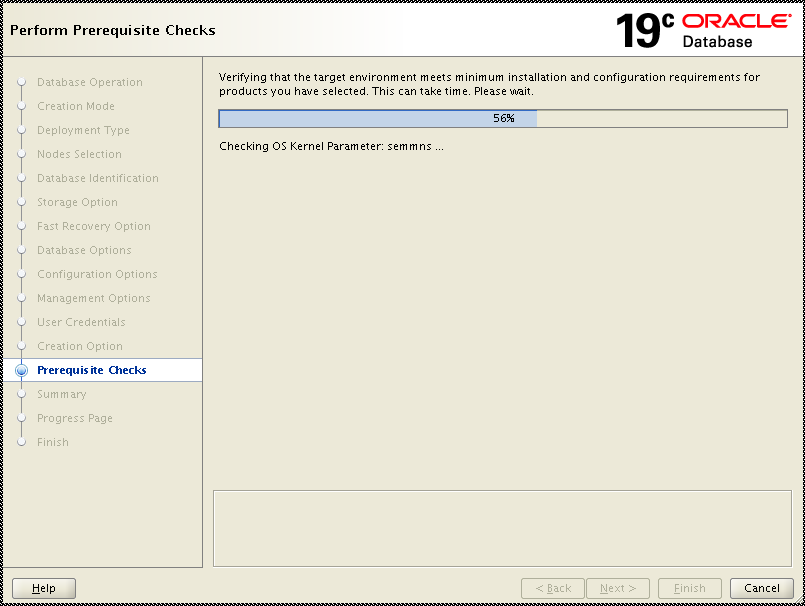 Perform Prerequisite Checks
19c ORACLE
Database
Database Operation
Creation Mode
Deployment Type
Nodes Selection
Database Identification
Storage Option
Fast Recovery Option
Database Options
Configuration Options
Management Options
User Credentials
Creation Option
Prerequisite Checks
Summary
Progress Page
Finish
Verifying that the target environment meets minimum installation and configuration requirements for
products you have selected. This can take time. Please wait.
56%
Checking OS Kernel Parameter: semmns ...
Help
< Back
Next >
Finish
Cancel